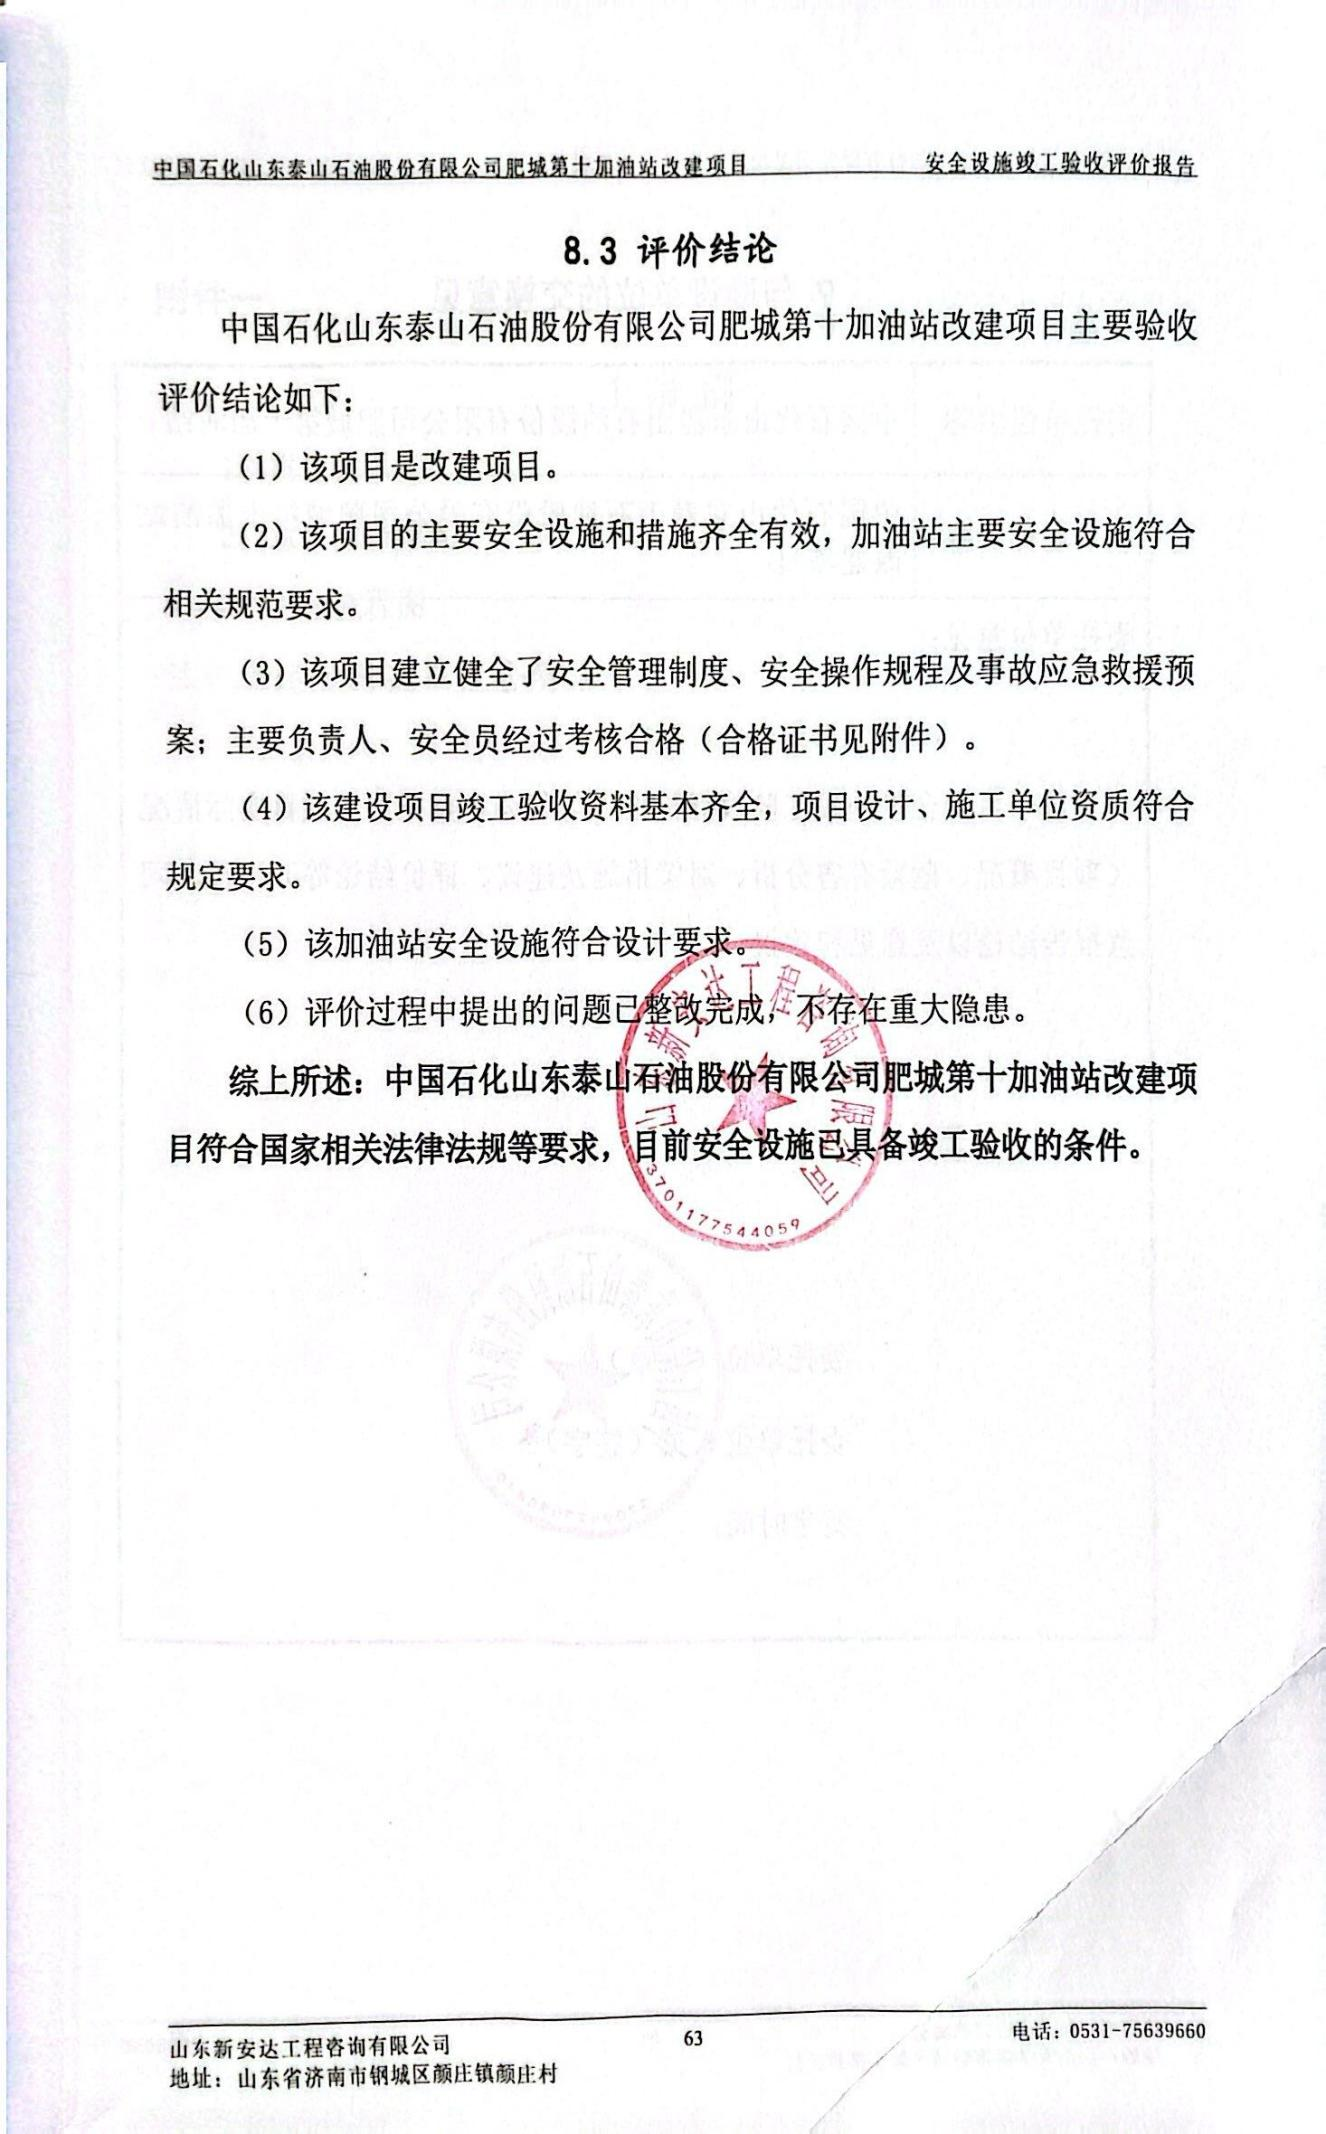 中国石化山东泰山石油股份有限公司肥城第十加油站改建项目 安全设施竣工验收评价报告
8.3 评价结论
中国石化山东泰山石油股份有限公司肥城第十加油站改建项目主要验收
评价结论如下：
（1）该项目是改建项目。
（2）该项目的主要安全设施和措施齐全有效，加油站主要安全设施符合
相关规范要求。
（3）该项目建立健全了安全管理制度、安全操作规程及事故应急救援预
案；主要负责人、安全员经过考核合格（合格证书见附件）。
（4）该建设项目竣工验收资料基本齐全，项目设计、施工单位资质符合
规定要求。
（5）该加油站安全设施符合设计要求。
（6）评价过程中提出的问题已整改完成，不存在重大隐患。
综上所述：中国石化山东泰山石油股份有限公司肥城第十加油站改建项
目符合国家相关法律法规等要求，目前安全设施已具备竣工验收的条件。
山东新安达工程咨询有限公司
3701177544059
山东新安达工程咨询有限公司
地址：山东省济南市钢城区颜庄镇颜庄村
63
电话：0531-75639660